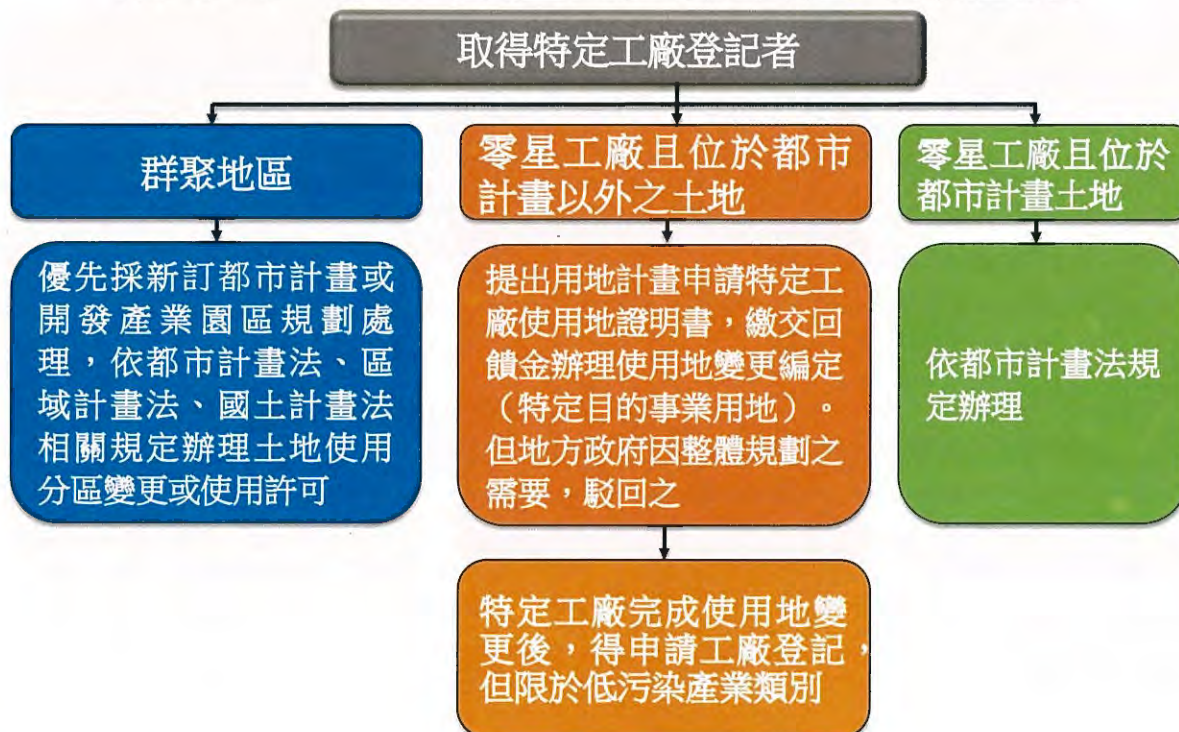 取得特定工廠登記者
群聚地區
優先採新訂都市計畫或
開發產業園區規劃處
理，依都市計畫法、區
域計畫法、國土計畫法
相關規定辦理土地使用
分區變更或使用許可
零星工廠且位於都市
計畫以外之土地
提出用地計畫申請特定工
廠使用地證明書，繳交回
饋金辦理使用地變更編定
（特定目的事業用地）。
但地方政府因整體規劃之
需要，駁回之
特定工廠完成使用地變
更後，得申請工廠登記，
但限於低污染產業類別
零星工廠且位於
都市計畫土地
依都市計畫法規
定辦理